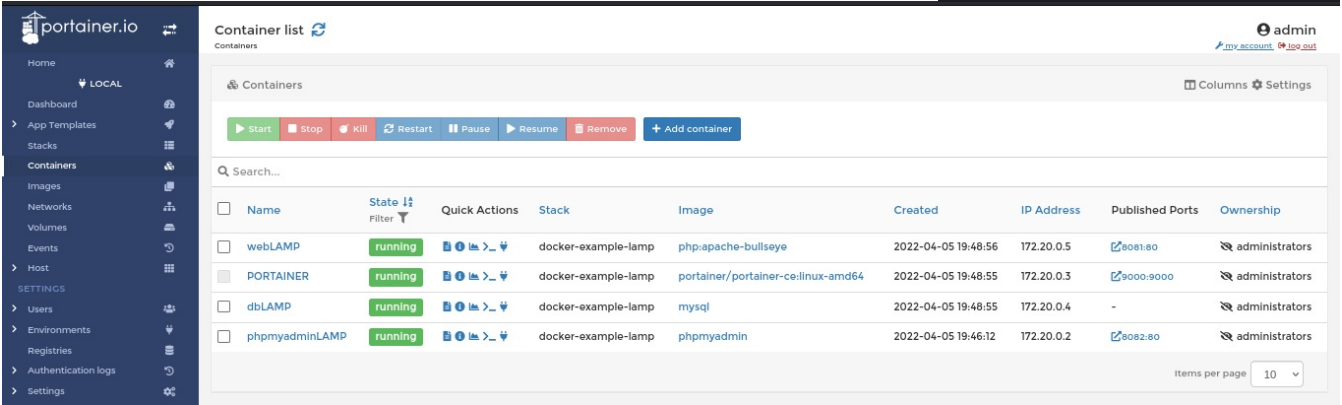 portainer.io
Home
LOCAL
Dashboard
App Templates
Stacks
Containers
Images
Networks
Volumes
Events
Host
SETTINGS
Users
Environments
Registries
Authentication logs
Settings
Container list
Containers
admin
my account log out
Containers
Columns Settings
Start Stop Kill Restart Pause Resume Remove + Add container
Search...
Name State Filter Quick Actions Stack Image Created IP Address Published Ports Ownership
webLAMP running docker-example-lamp php:apache-bullseye 2022-04-05 19:48:56 172.20.0.5 8081:80 administrators
PORTAINER running docker-example-lamp portainer/portainer-ce:linux-amd64 2022-04-05 19:48:55 172.20.0.3 9000:9000 administrators
dbLAMP running docker-example-lamp mysql 2022-04-05 19:48:55 172.20.0.4 - administrators
phpmyadminLAMP running docker-example-lamp phpmyadmin 2022-04-05 19:46:12 172.20.0.2 8082:80 administrators
Items per page 10